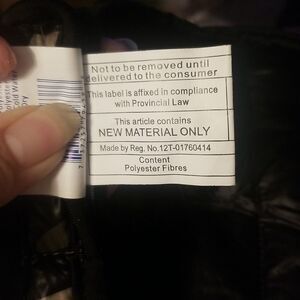 Not to be removed until
delivered to the consumer
This label is affixed in compliance
with Provincial Law
This article contains
NEW MATERIAL ONLY
Made by Reg. No.12T-01760414
Content
Polyester Fibres